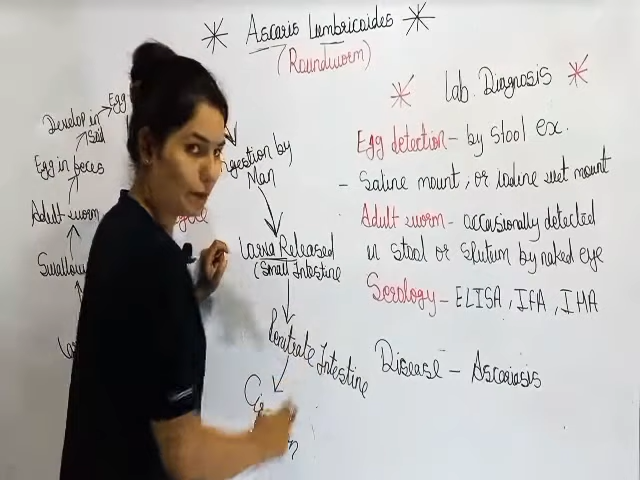 Ascaris Lumbricoides
(Roundworm)
Lab. Diagnosis
Egg detection - by Stool ex.
- Saline mount, or Iodine wet mount
Adult worm - occasionally detected
in Stool or Sputum by naked eye
Serology - ELISA, IFA, IHA
Disease - Ascariasis
Egg
Develop in
Soil
Egg in feces
Adult worm
Swallow
ngestion by
Man
Larva Released
(Small Intestine
Penitrate Intestine